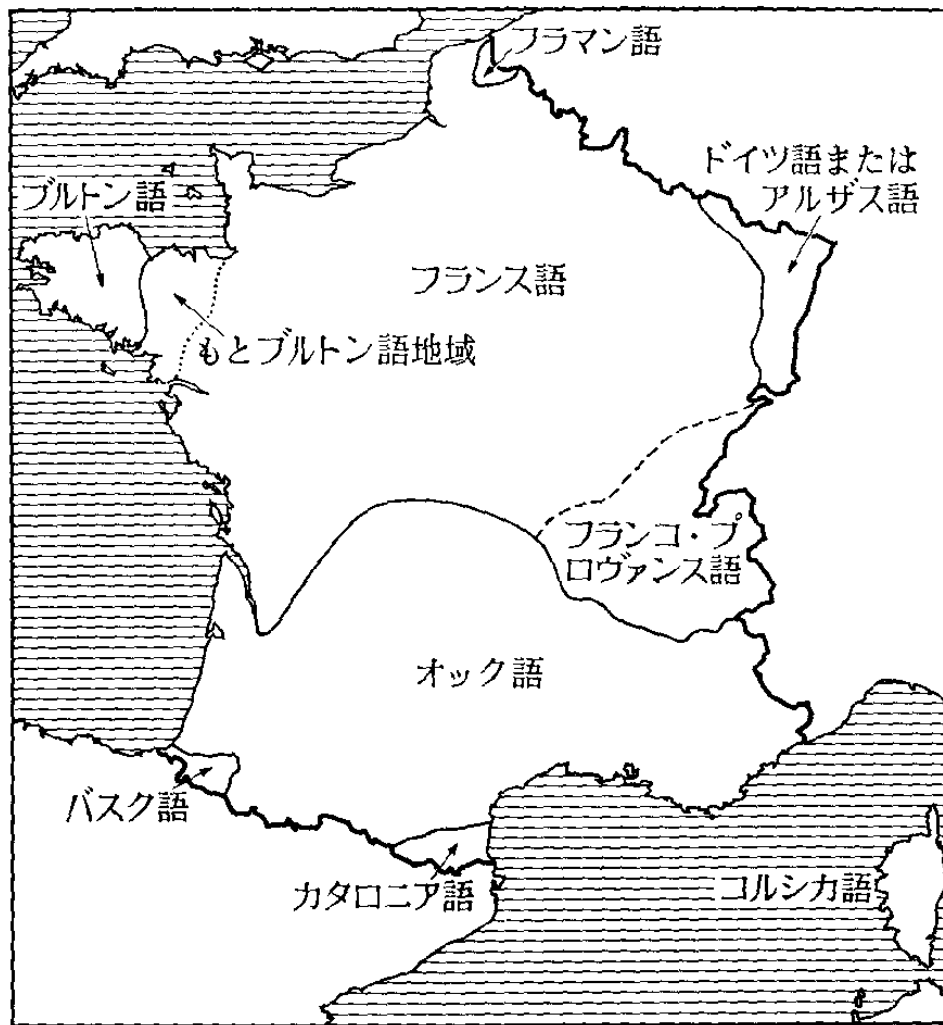 フラマン語
ドイツ語または
アルザス語
ブルトン語
フランス語
もとブルトン語地域
フランコ・プ
ロヴァンス語
オック語
バスク語
カタロニア語
コルシカ語